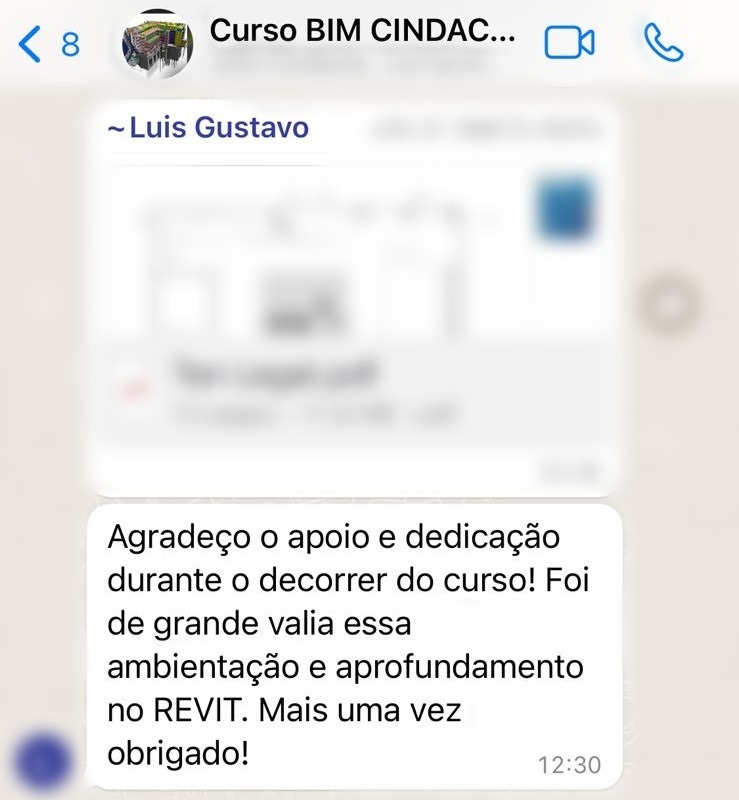 8
Curso BIM CINDAC...
~Luis Gustavo
Agradeço o apoio e dedicação
durante o decorrer do curso! Foi
de grande valia essa
ambientação e aprofundamento
no REVIT. Mais uma vez
obrigado!
12:30